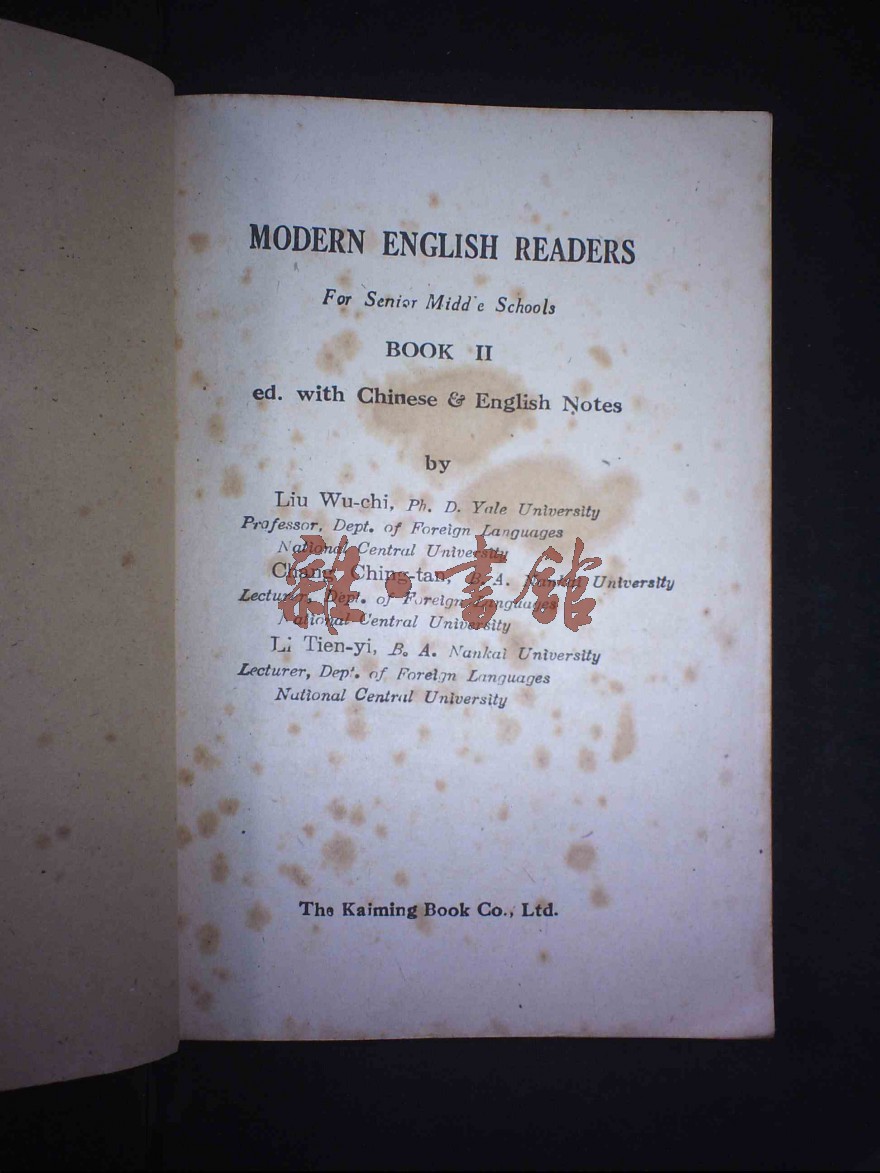 MODERN ENGLISH READERS
For Senior Midd e Schools
BOOK II
ed. with Chinese & English Notes
by
Liu Wu-chi, Ph. D. Yale University
Professor, Dept. of Foreign Languages
National Central University
Chang Ching-tan, B. A. Nankai University
Lecturer, Dept. of Foreign Languages
National Central University
Li Tien-yi, B. A. Nankai University
Lecturer, Dept. of Foreign Languages
National Central University
雜·書館
The Kaiming Book Co., Ltd.